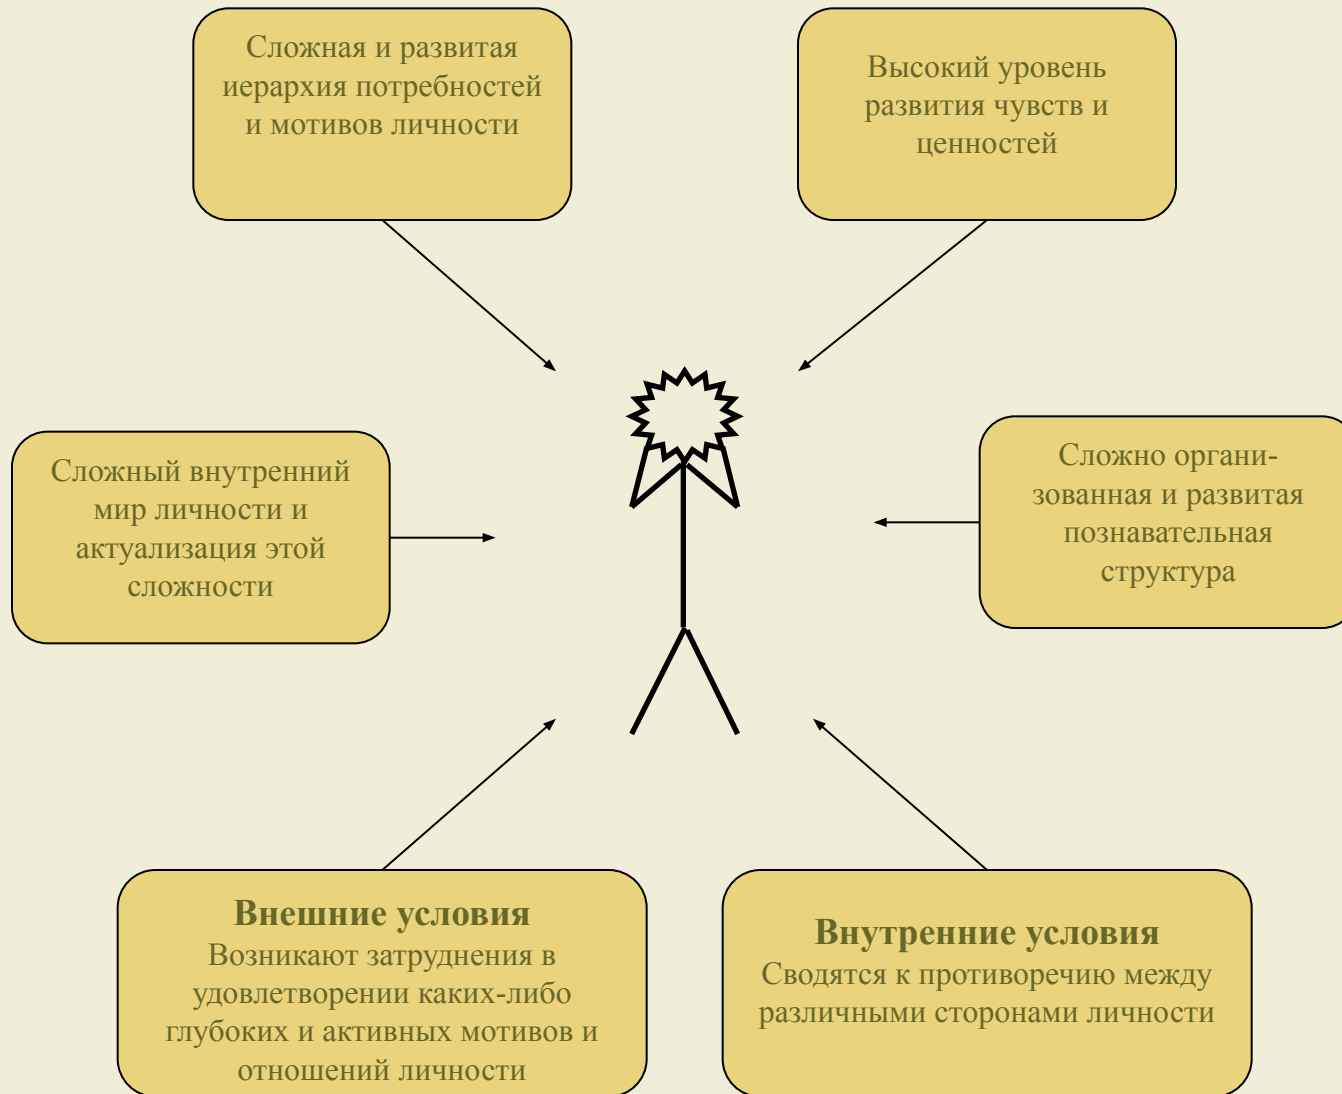 Сложная и развитая
иерархия потребностей
и мотивов личности
Высокий уровень
развития чувств и
ценностей
Сложный внутренний
мир личности и
актуализация этой
сложности
Сложно органи-
зованная и развитая
познавательная
структура
Внешние условия
Возникают затруднения в
удовлетворении каких-либо
глубоких и активных мотивов и
отношений личности
Внутренние условия
Сводятся к противоречию между
различными сторонами личности